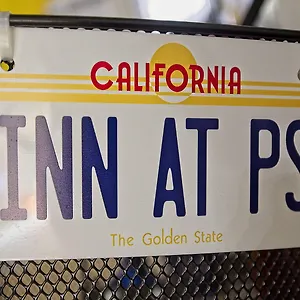 CALIFORNIA
INN AT PS
The Golden State